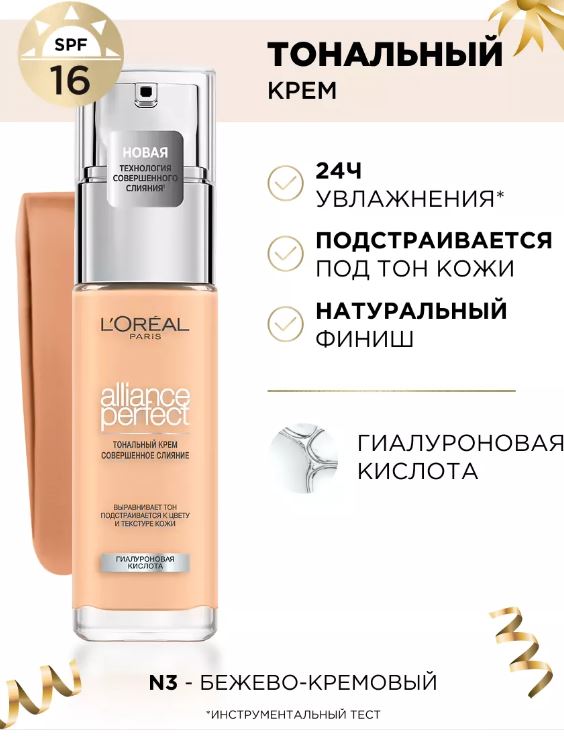 SPF
16
ТОНАЛЬНЫЙ
КРЕМ
НОВАЯ
ТЕХНОЛОГИЯ
СОВЕРШЕННОГО
СЛИЯНИЯ¹
24Ч
УВЛАЖНЕНИЯ*
ПОДСТРАИВАЕТСЯ
ПОД ТОН КОЖИ
НАТУРАЛЬНЫЙ
ФИНИШ
L'ORÉAL
PARIS
alliance
perfect
ТОНАЛЬНЫЙ КРЕМ
СОВЕРШЕННОЕ СЛИЯНИЕ
ВЫРАВНИВАЕТ ТОН
ПОДСТРАИВАЕТСЯ К ЦВЕТУ
И ТЕКСТУРЕ КОЖИ
ГИАЛУРОНОВАЯ
КИСЛОТА
ГИАЛУРОНОВАЯ
КИСЛОТА
N3 - БЕЖЕВО-КРЕМОВЫЙ
*ИНСТРУМЕНТАЛЬНЫЙ ТЕСТ